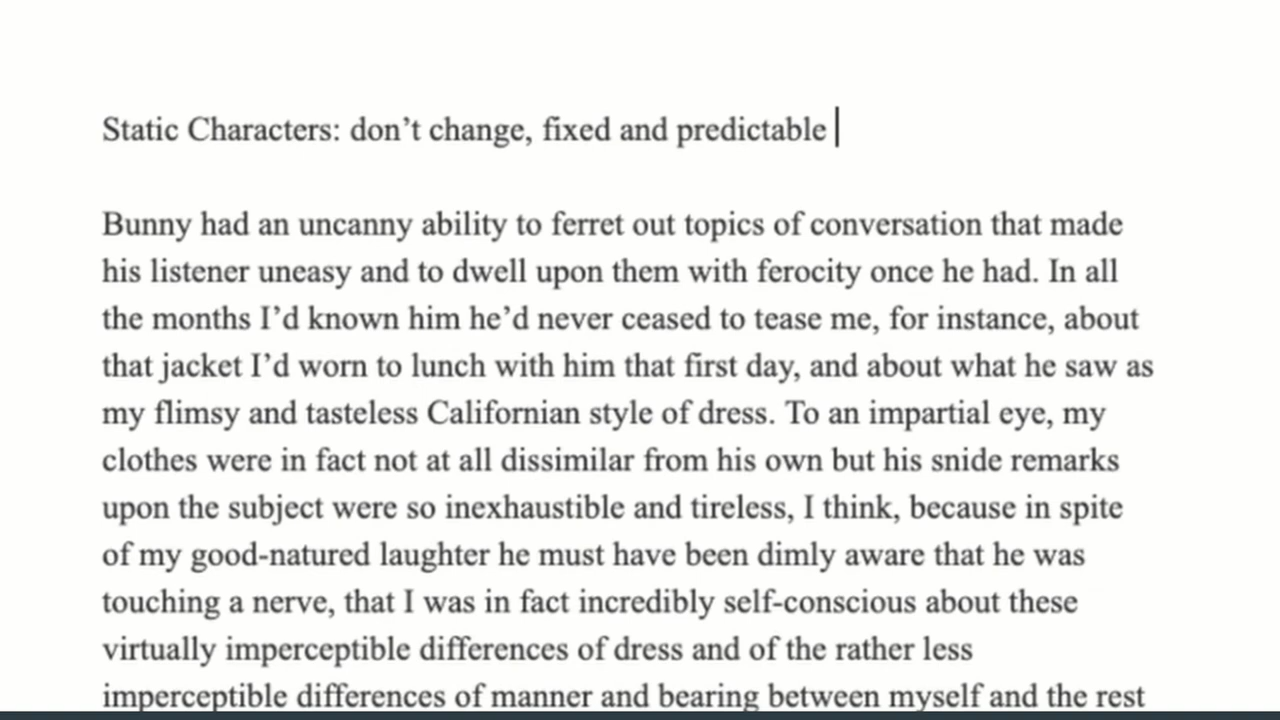 Static Characters: don’t change, fixed and predictable
Bunny had an uncanny ability to ferret out topics of conversation that made
his listener uneasy and to dwell upon them with ferocity once he had. In all
the months I’d known him he’d never ceased to tease me, for instance, about
that jacket I’d worn to lunch with him that first day, and about what he saw as
my flimsy and tasteless Californian style of dress. To an impartial eye, my
clothes were in fact not at all dissimilar from his own but his snide remarks
upon the subject were so inexhaustible and tireless, I think, because in spite
of my good-natured laughter he must have been dimly aware that he was
touching a nerve, that I was in fact incredibly self-conscious about these
virtually imperceptible differences of dress and of the rather less
imperceptible differences of manner and bearing between myself and the rest